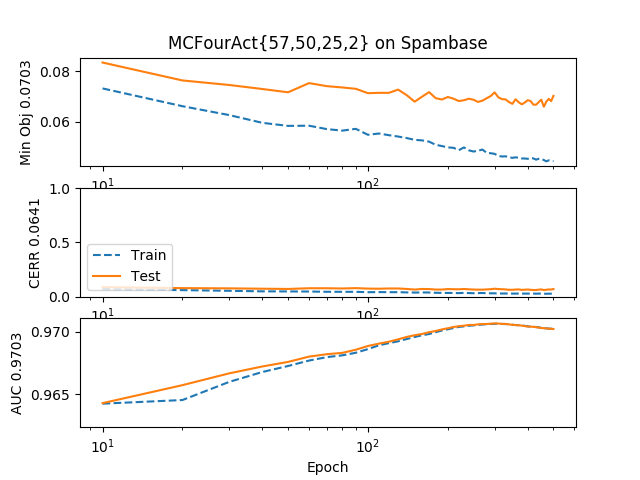 MCFourAct{57,50,25,2} on Spambase
Min Obj 0.0703
0.08
0.06
10¹
10²
CERR 0.0641
1.0
0.5
0.0
Train
Test
10¹
10²
AUC 0.9703
0.970
0.965
10¹
10²
Epoch